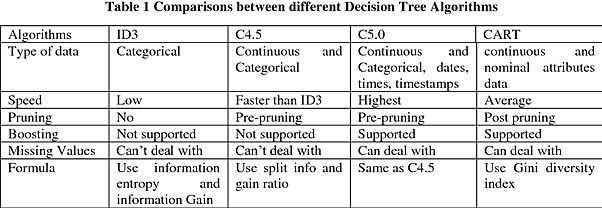 Table 1 Comparisons between different Decision Tree Algorithms
Algorithms ID3 C4.5 C5.0 CART
Type of data Categorical Continuous and Continuous and continuous and
Categorical Categorical, dates, nominal attributes
times, timestamps data
Speed Low Faster than ID3 Highest Average
Pruning No Pre-pruning Pre-pruning Post pruning
Boosting Not supported Not supported Supported Supported
Missing Values Can't deal with Can't deal with Can deal with Can deal with
Formula Use information Use split info and Same as C4.5 Use Gini diversity
entropy and gain ratio index
information Gain